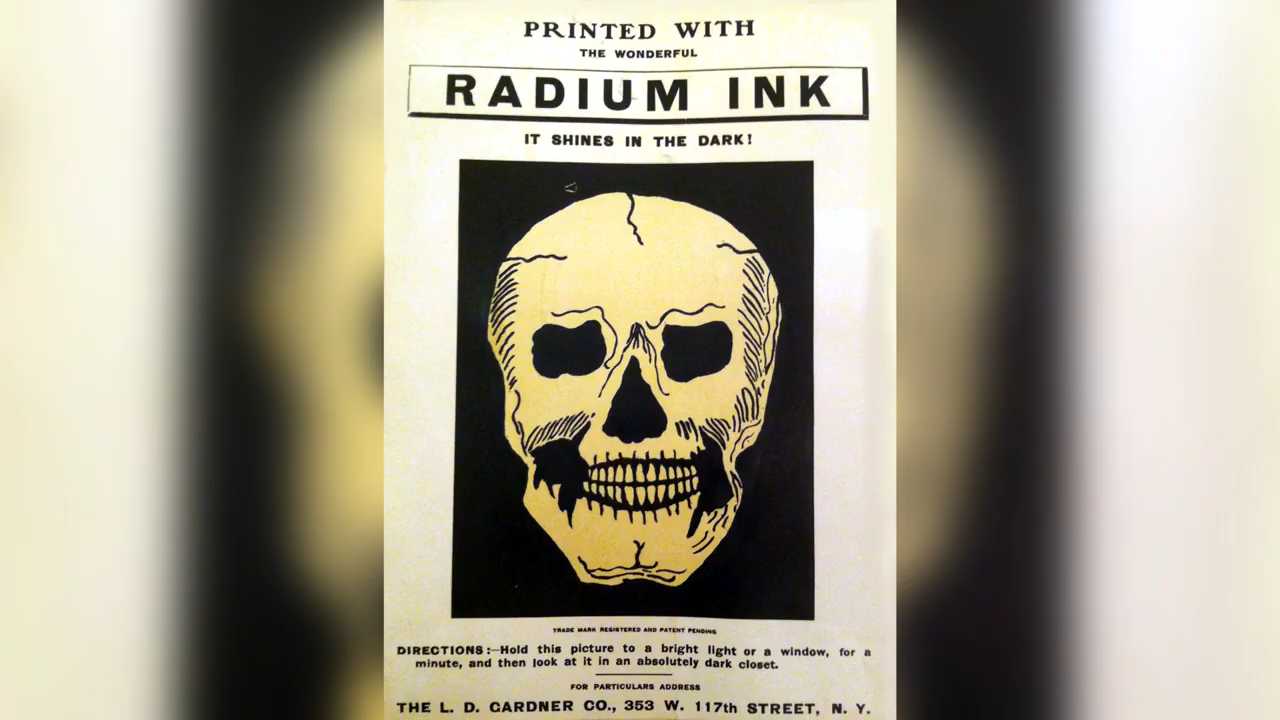 PRINTED WITH
THE WONDERFUL
RADIUM INK
IT SHINES IN THE DARK!
TRADE MARK REGISTERED AND PATENT PENDING
DIRECTIONS:—Hold this picture to a bright light or a window, for a
minute, and then look at it in an absolutely dark closet.
FOR PARTICULARS ADDRESS
THE L. D. GARDNER CO., 353 W. 117th STREET, N. Y.